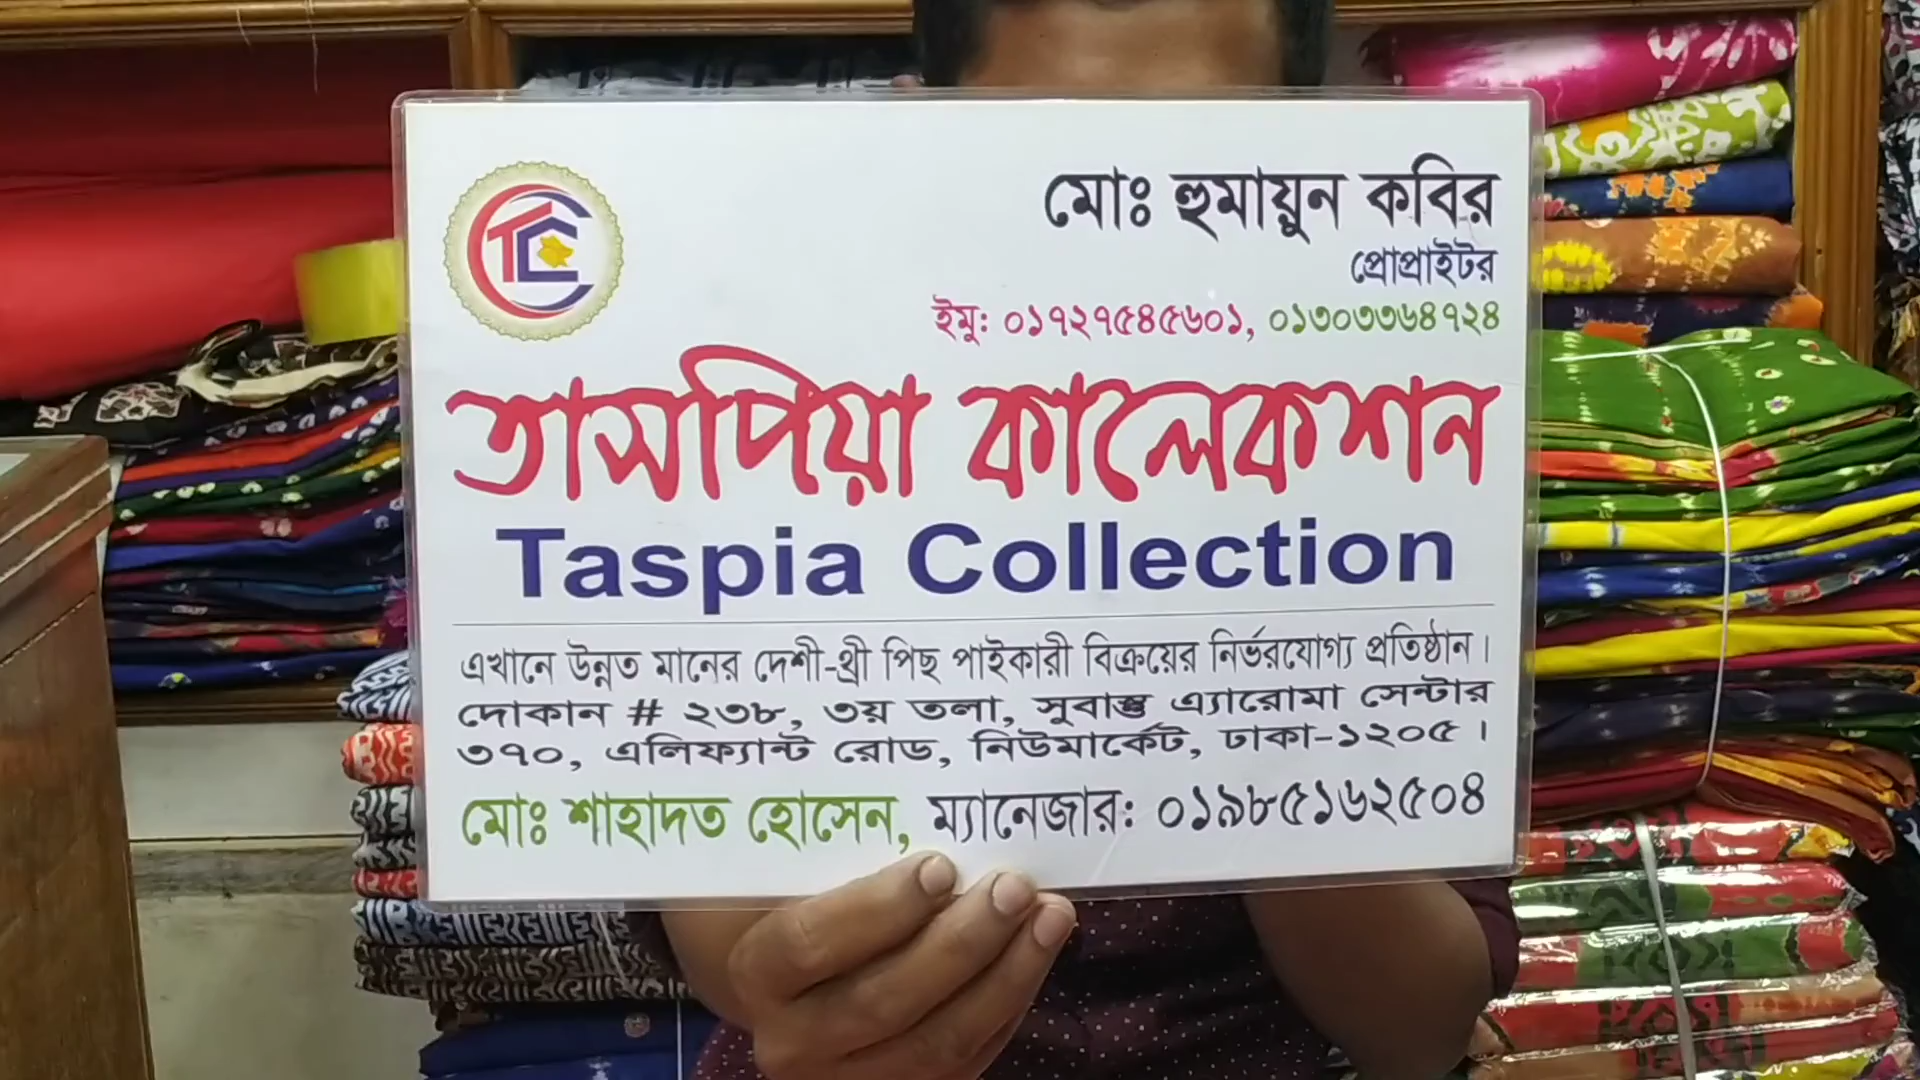 TC
মোঃ হুমায়ুন কবির
প্রোপ্রাইটর
ইমু: ০১৭২৭৫৪৫৬০১, ০১৩০৩৩৬৪৭২৪
তাসপিয়া কালেকশন
Taspia Collection
এখানে উন্নত মানের দেশী-থ্রী পিছ পাইকারী বিক্রয়ের নির্ভরযোগ্য প্রতিষ্ঠান।
দোকান # ২৩৮, ৩য় তলা, সুবাস্তু এ্যারোমা সেন্টার
৩৭০, এলিফ্যান্ট রোড, নিউমার্কেট, ঢাকা-১২০৫।
মোঃ শাহাদত হোসেন, ম্যানেজার: ০১৯৮৫১৬২৫০৪